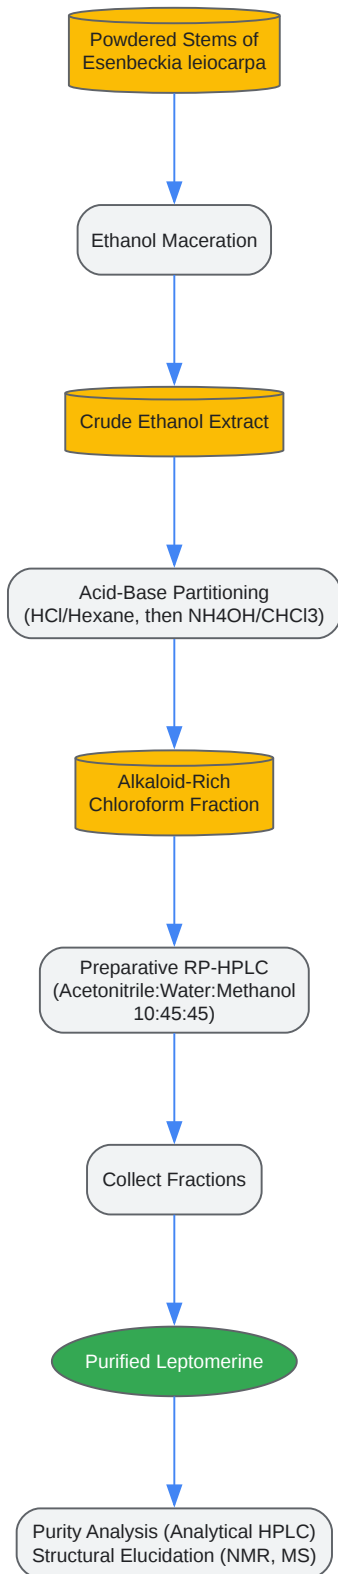 Powdered Stems of
Esenbeckia leiocarpa
Ethanol Maceration
Crude Ethanol Extract
Acid-Base Partitioning
(HCl/Hexane, then NH4OH/CHCl3)
Alkaloid-Rich
Chloroform Fraction
Preparative RP-HPLC
(Acetonitrile:Water:Methanol
10:45:45)
Collect Fractions
Purified Leptomerine
Purity Analysis (Analytical HPLC)
Structural Elucidation (NMR, MS)